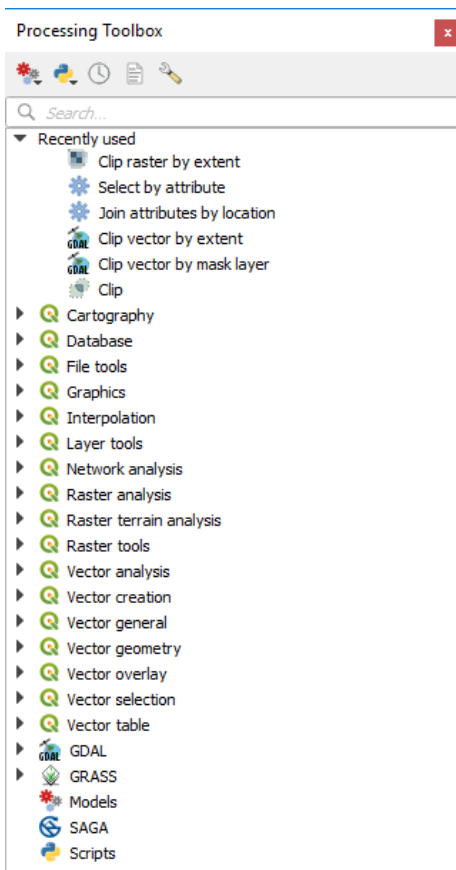 Processing Toolbox
x
Search...
Recently used
Clip raster by extent
Select by attribute
Join attributes by location
GDAL Clip vector by extent
GDAL Clip vector by mask layer
Clip
Cartography
Database
File tools
Graphics
Interpolation
Layer tools
Network analysis
Raster analysis
Raster terrain analysis
Raster tools
Vector analysis
Vector creation
Vector general
Vector geometry
Vector overlay
Vector selection
Vector table
GDAL GDAL
GRASS
Models
SAGA
Scripts